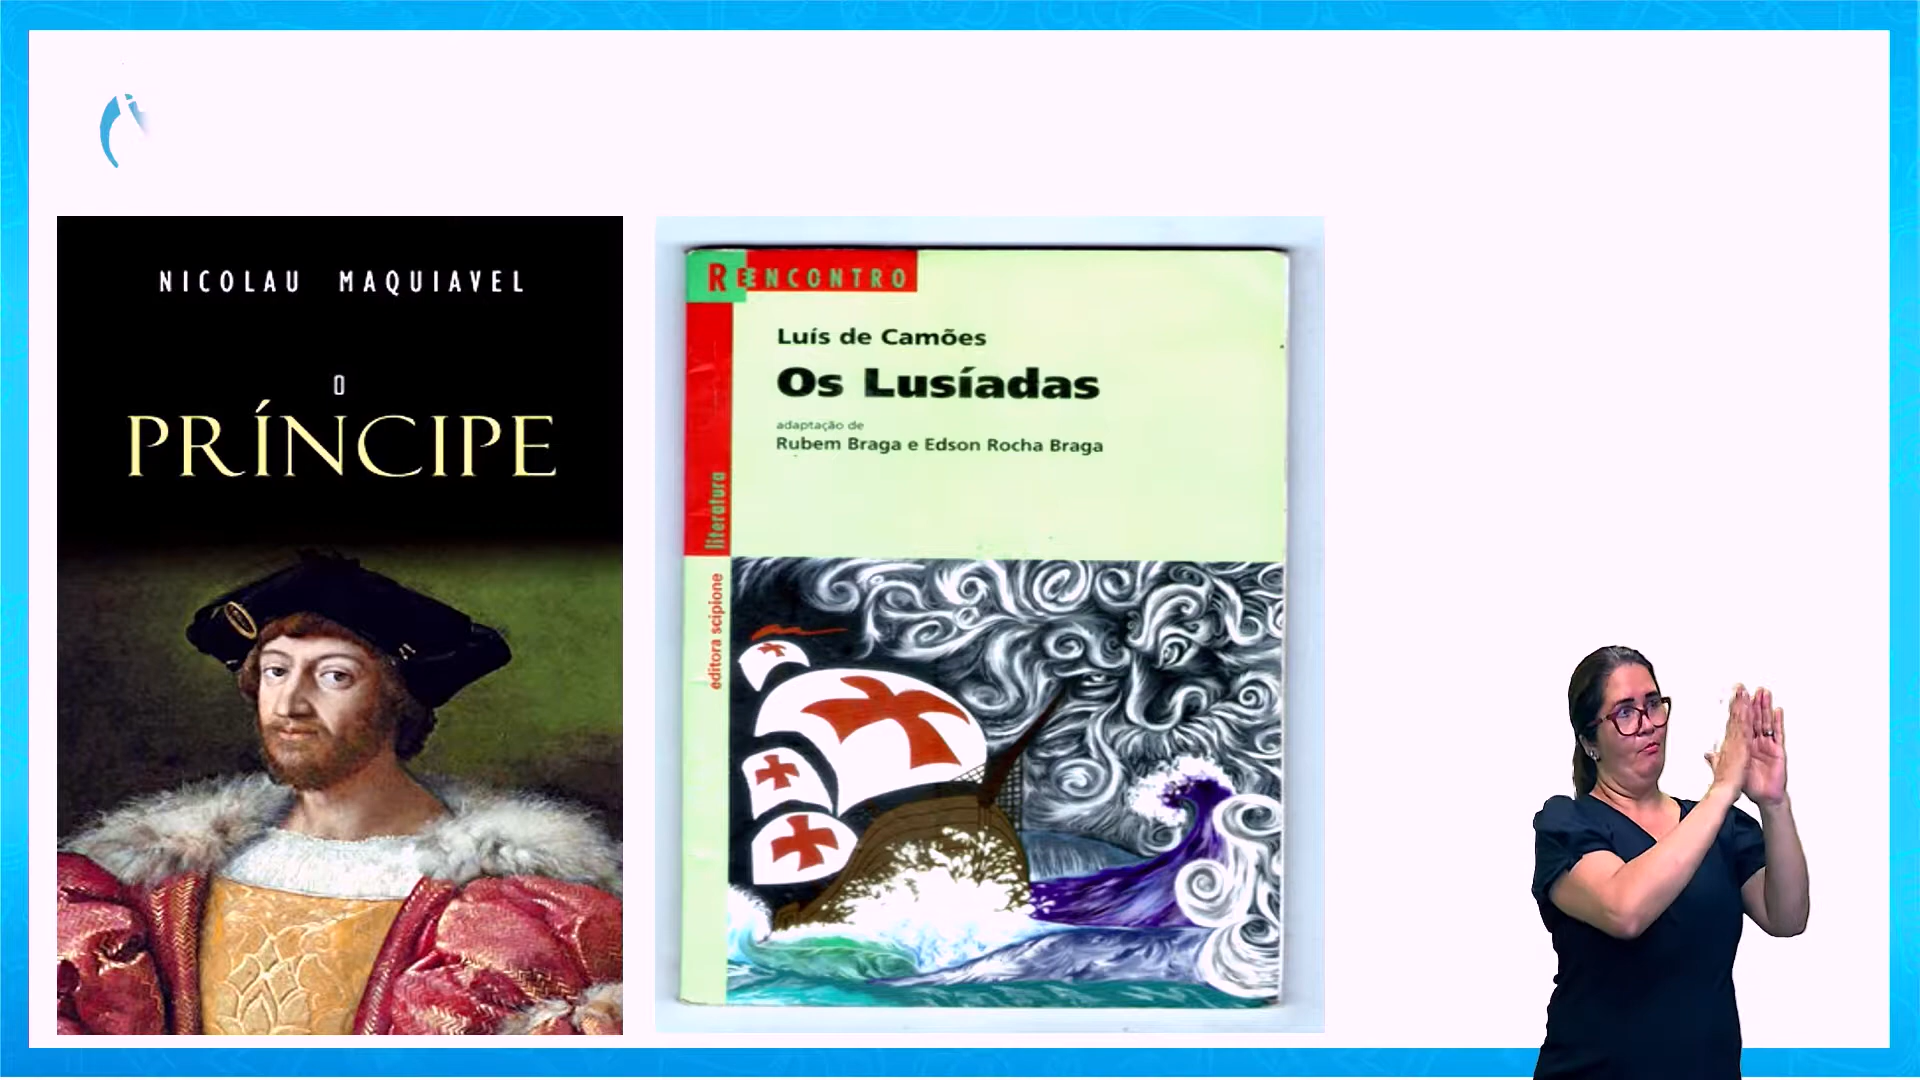 NICOLAU MAQUIAVEL
O
PRÍNCIPE
REENCONTRO
Luís de Camões
Os Lusíadas
adaptação de
Rubem Braga e Edson Rocha Braga
literatura
editora scipione